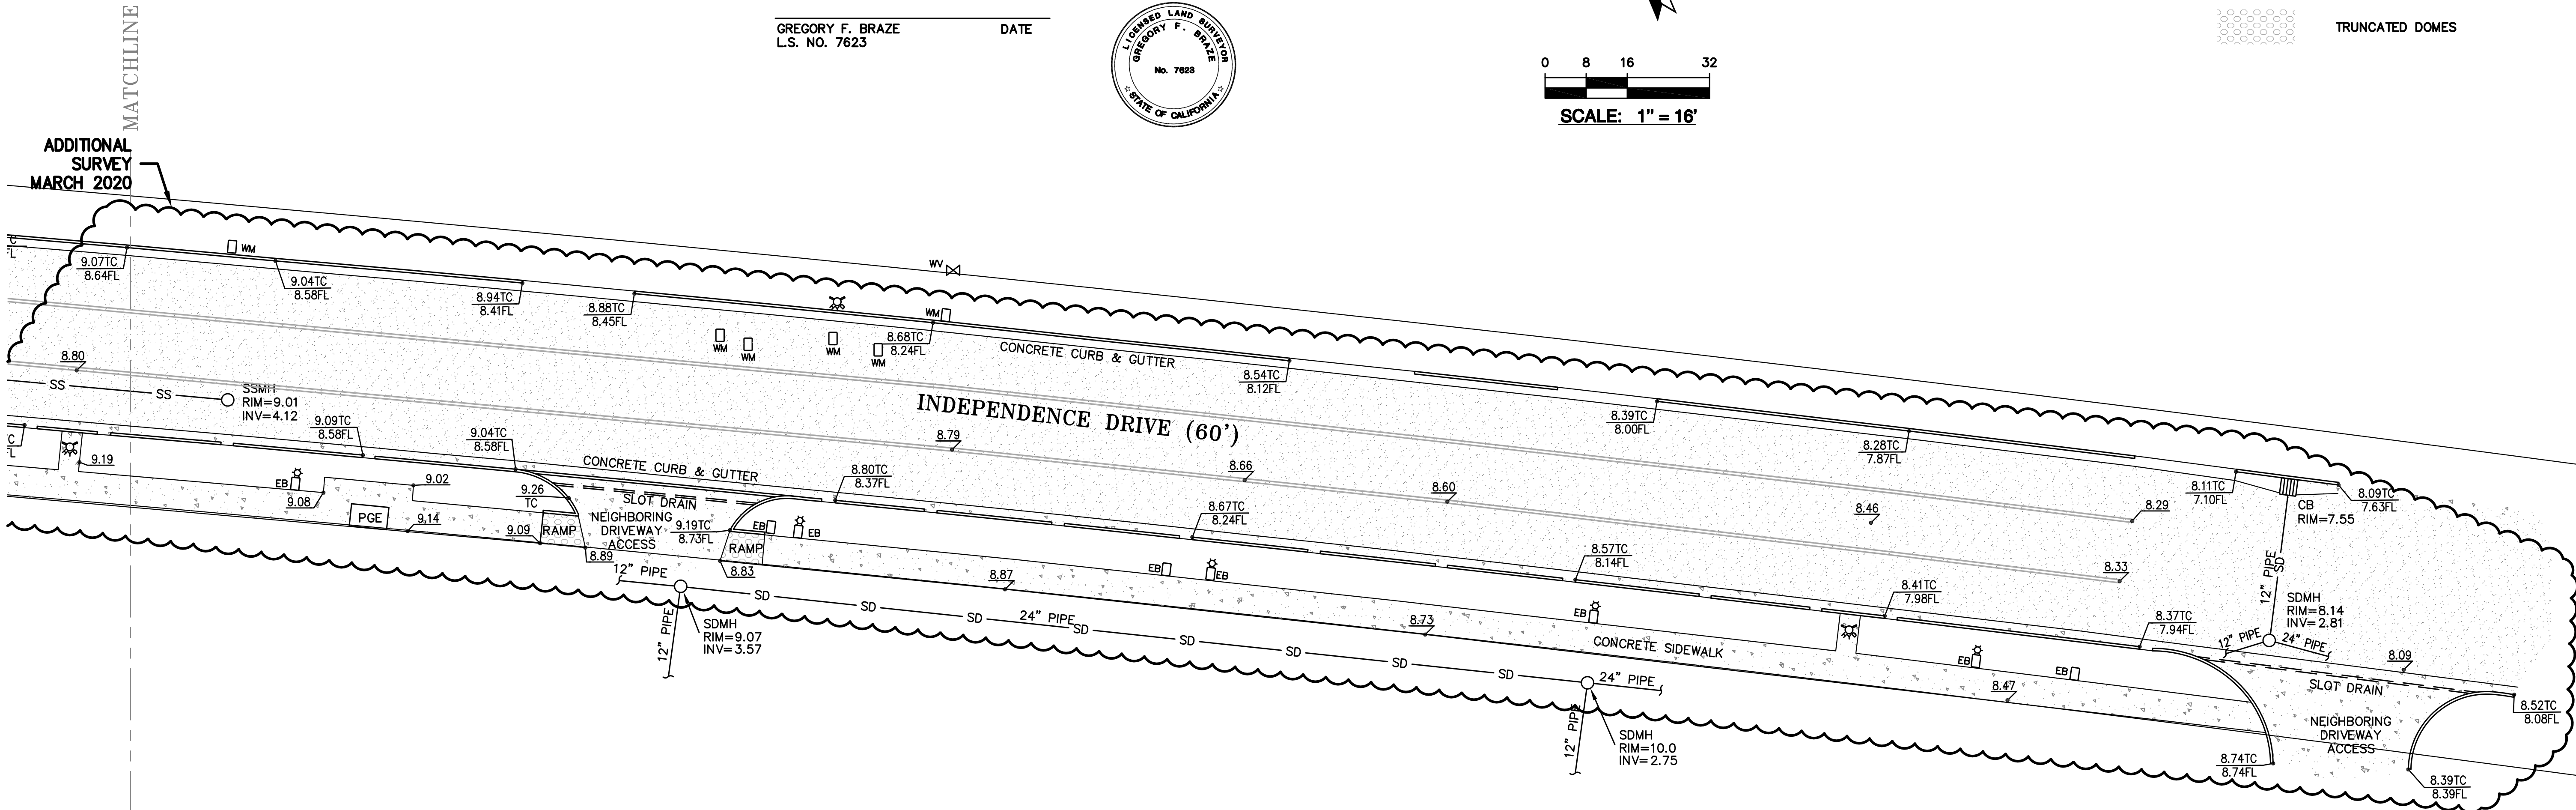 MATCHLINE
GREGORY F. BRAZE
DATE
L.S. NO. 7623
LICENSED LAND SURVEYOR
GREGORY F. BRAZE
No. 7623
STATE OF CALIFORNIA
0 8 16 32
SCALE: 1" = 16'
TRUNCATED DOMES
ADDITIONAL
SURVEY
MARCH 2020
C
FL
9.07TC
8.64FL
WM
9.04TC
8.58FL
8.94TC
8.41FL
8.88TC
8.45FL
WM
WM
WM
WM
WV
WM
8.68TC
8.24FL
CONCRETE CURB & GUTTER
8.54TC
8.12FL
8.39TC
8.00FL
8.28TC
7.87FL
8.11TC
7.10FL
CB
RIM=7.55
8.09TC
7.63FL
8.80
SS
SS
SSMH
RIM=9.01
INV=4.12
INDEPENDENCE DRIVE (60')
8.79
8.66
8.60
8.46
8.29
8.33
C
FL
9.19
9.09TC
8.58FL
9.04TC
8.58FL
CONCRETE CURB & GUTTER
8.80TC
8.37FL
8.67TC
8.24FL
8.57TC
8.14FL
8.41TC
7.98FL
8.37TC
7.94FL
EB
9.08
9.02
PGE
9.14
9.26
TC
9.09
RAMP
SLOT DRAIN
NEIGHBORING
DRIVEWAY
ACCESS
8.89
9.19TC
8.73FL
EB
EB
RAMP
8.83
8.87
EB
EB
8.73
EB
CONCRETE SIDEWALK
EB
EB
8.47
12" PIPE
12" PIPE
SDMH
RIM=9.07
INV=3.57
SD
SD
SD
24" PIPE
SD
SD
SD
SD
SD
24" PIPE
12" PIPE
SDMH
RIM=10.0
INV=2.75
12" PIPE
SD
SDMH
RIM=8.14
INV=2.81
12" PIPE
24" PIPE
8.09
SLOT DRAIN
NEIGHBORING
DRIVEWAY
ACCESS
8.52TC
8.08FL
8.74TC
8.74FL
8.39TC
8.39FL